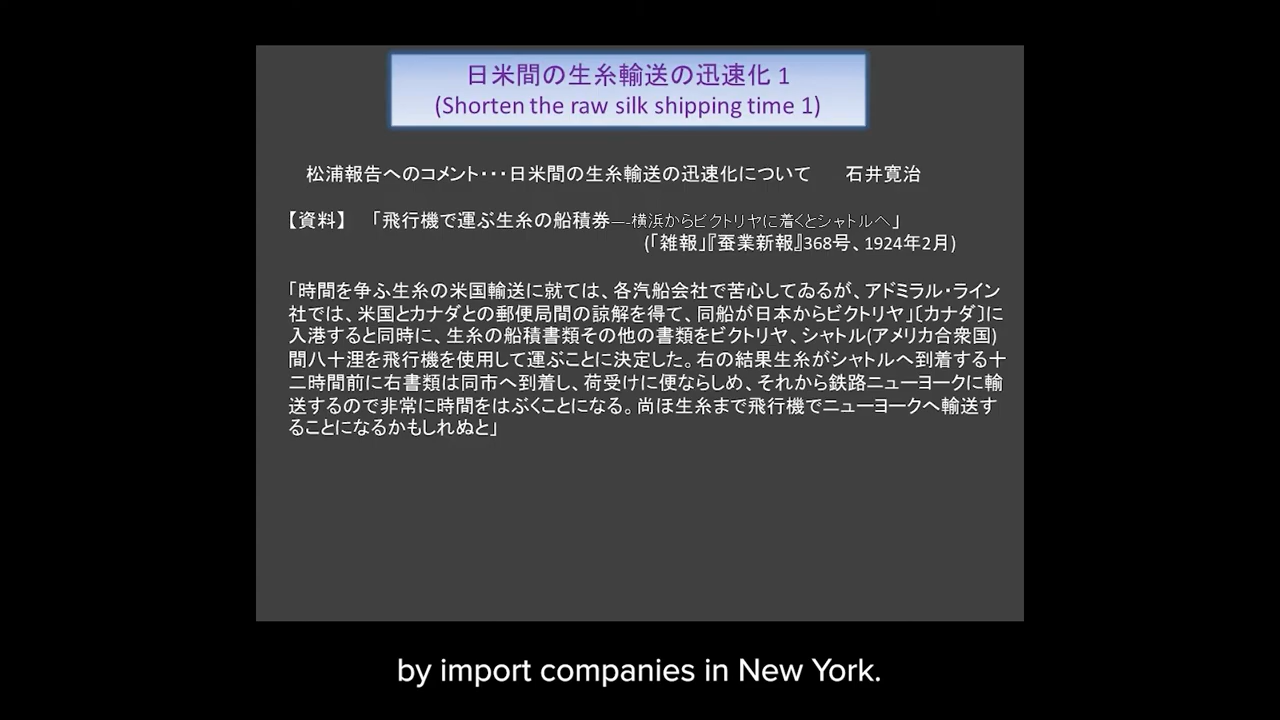 日米間の生糸輸送の迅速化 1
(Shorten the raw silk shipping time 1)
松浦報告へのコメント・・・日米間の生糸輸送の迅速化について　　石井寛治
【資料】　「飛行機で運ぶ生糸の船積券―-横浜からビクトリヤに着くとシャトルへ」
(「雑報」『蚕業新報』368号、1924年2月)
「時間を争ふ生糸の米国輸送に就ては、各汽船会社で苦心してゐるが、アドミラル・ライン
社では、米国とカナダとの郵便局間の諒解を得て、同船が日本からビクトリヤ」〔カナダ〕に
入港すると同時に、生糸の船積書類その他の書類をビクトリヤ、シャトル(アメリカ合衆国)
間八十浬を飛行機を使用して運ぶことに決定した。右の結果生糸がシャトルへ到着する十
二時間前に右書類は同市へ到着し、荷受けに便ならしめ、それから鉄路ニューヨークに輸
送するので非常に時間をはぶくことになる。尚ほ生糸まで飛行機でニューヨークへ輸送す
ることになるかもしれぬと」
by import companies in New York.